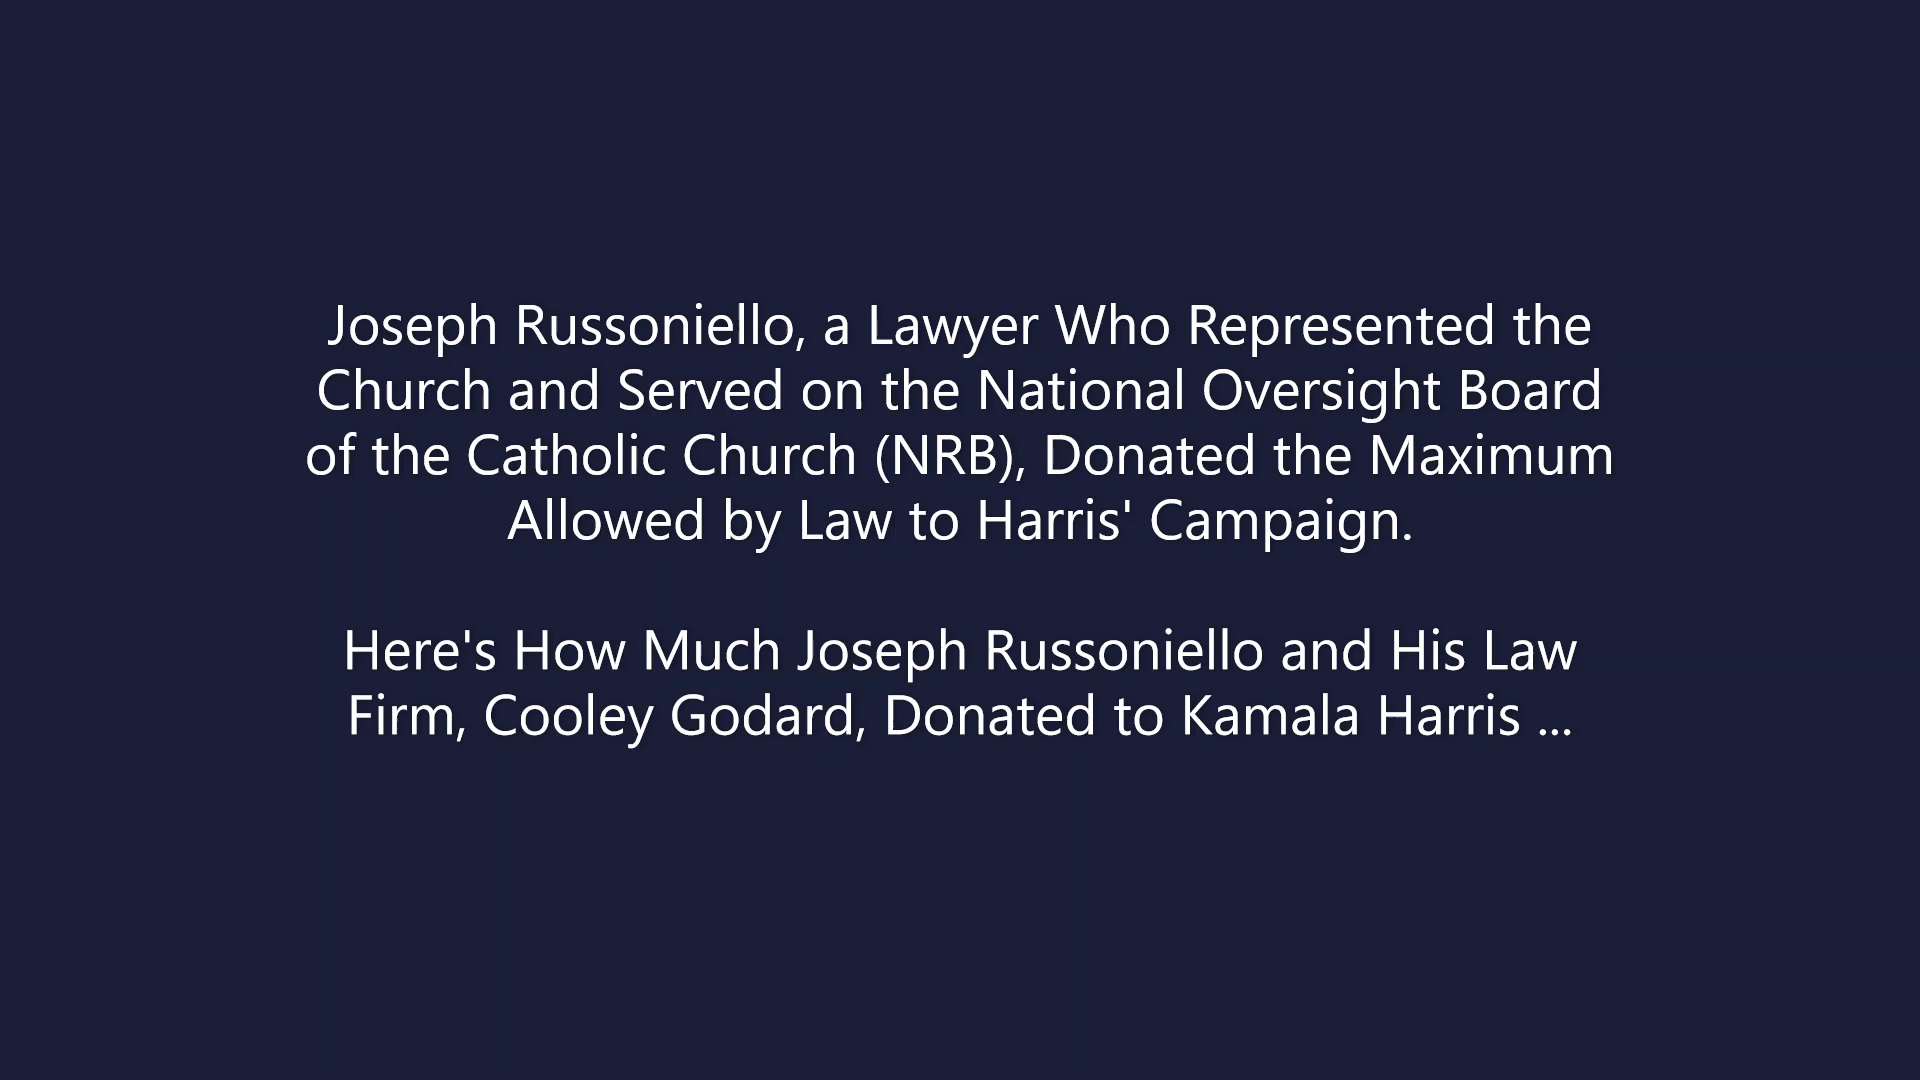 Joseph Russoniello, a Lawyer Who Represented the
Church and Served on the National Oversight Board
of the Catholic Church (NRB), Donated the Maximum
Allowed by Law to Harris' Campaign.
Here's How Much Joseph Russoniello and His Law
Firm, Cooley Godard, Donated to Kamala Harris ...